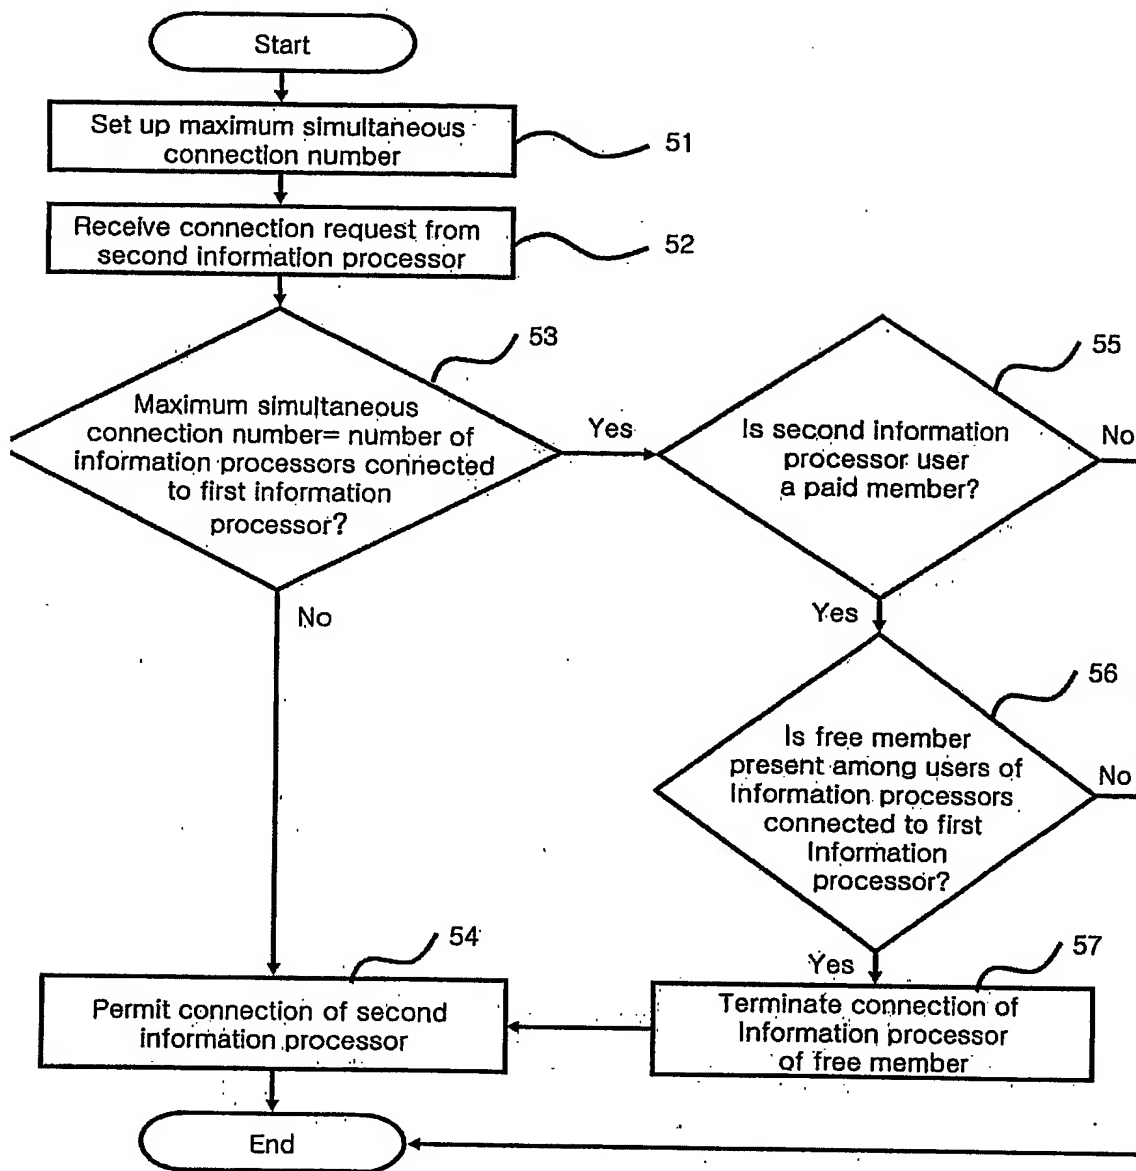 Start
Set up maximum simultaneous
connection number
51
Receive connection request from
second information processor
52
53
Maximum simultaneous
connection number= number of
information processors connected
to first information
processor?
Yes
No
55
Is second information
processor user
a paid member?
No
Yes
56
Is free member
present among users of
Information processors
connected to first
Information
processor?
No
Yes
54
Permit connection of second
information processor
57
Terminate connection of
Information processor
of free member
End